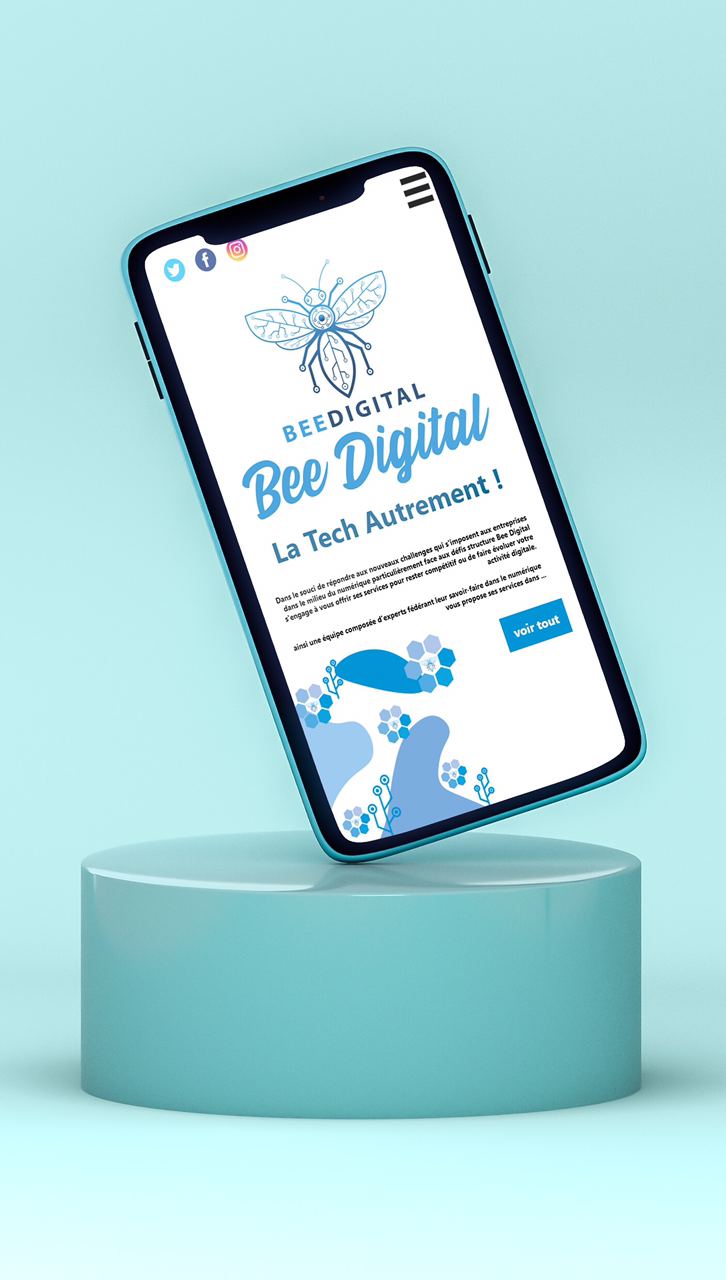 BEEDIGITAL
Bee Digital
La Tech Autrement !
Dans le souci de répondre aux nouveaux challenges qui s'imposent aux entreprises
dans le milieu du numérique particulièrement face aux défis structure Bee Digital
s'engage à vous offrir ses services pour rester compétitif ou de faire évoluer votre
activité digitale.
ainsi une équipe composée d'experts fédérant leur savoir-faire dans le numérique
vous propose ses services dans ...
voir tout